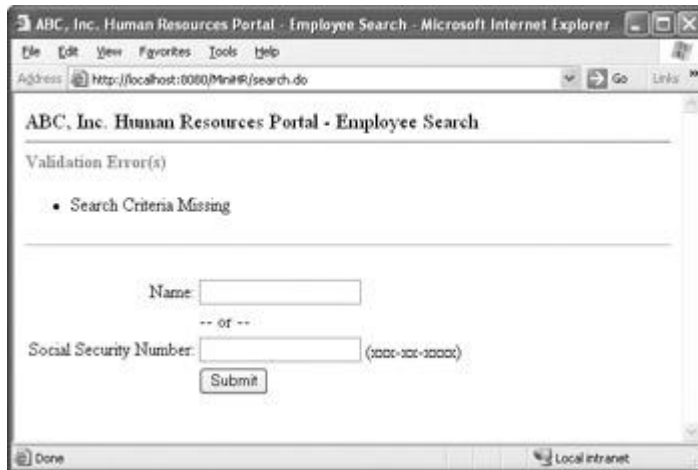 ABC, Inc. Human Resources Portal - Employee Search - Microsoft Internet Explorer
File Edit View Favorites Tools Help
Address http://localhost:8080/MiniHR/search.do Go Links »
ABC, Inc. Human Resources Portal - Employee Search
Validation Error(s)
• Search Criteria Missing
Name:
-- or --
Social Security Number: (xxx-xx-xxxx)
Submit
Done Local intranet